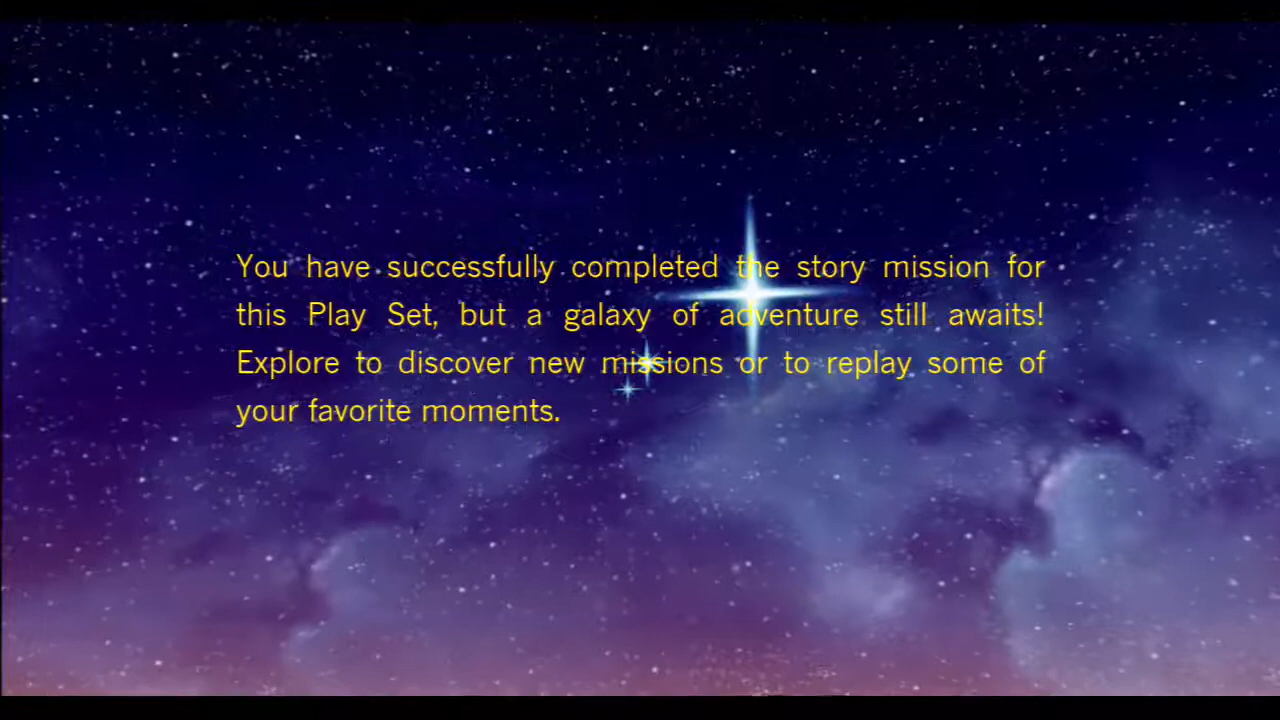 You have successfully completed the story mission for
this Play Set, but a galaxy of adventure still awaits!
Explore to discover new missions or to replay some of
your favorite moments.